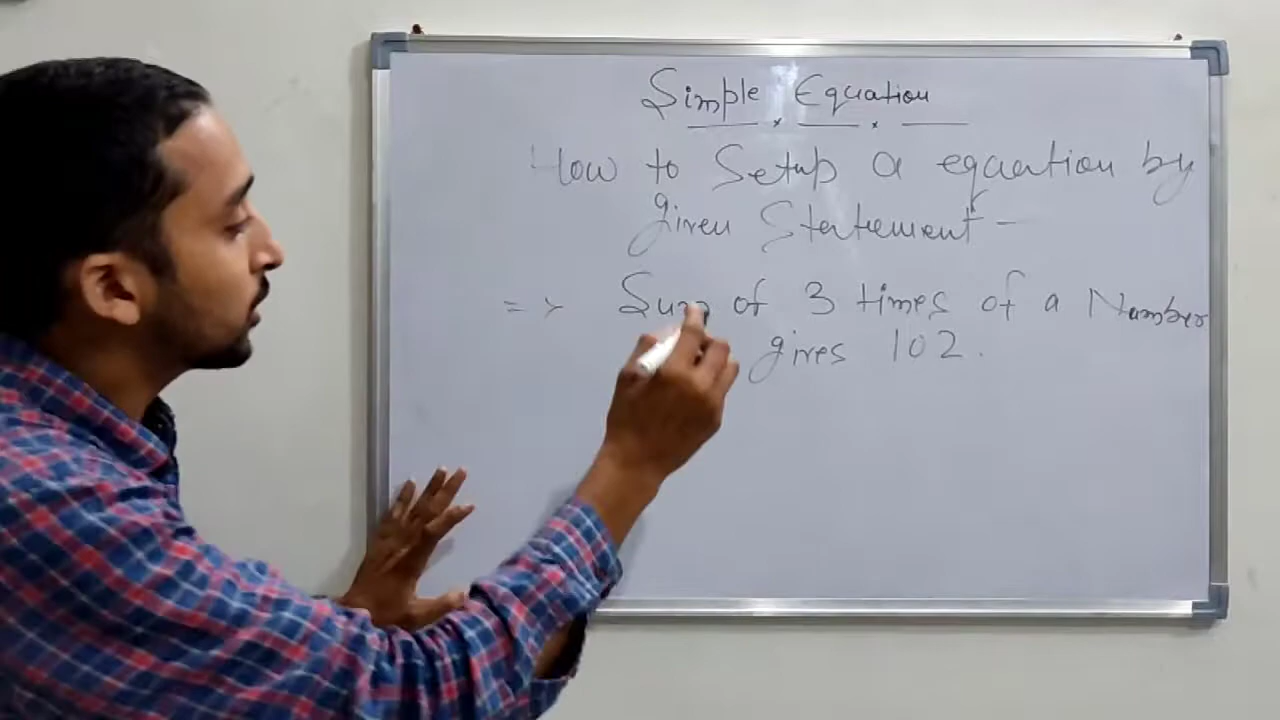 Simple Equation
How to Setup a equation by
given Statement -
=> Sum of 3 times of a Number
gives 102.